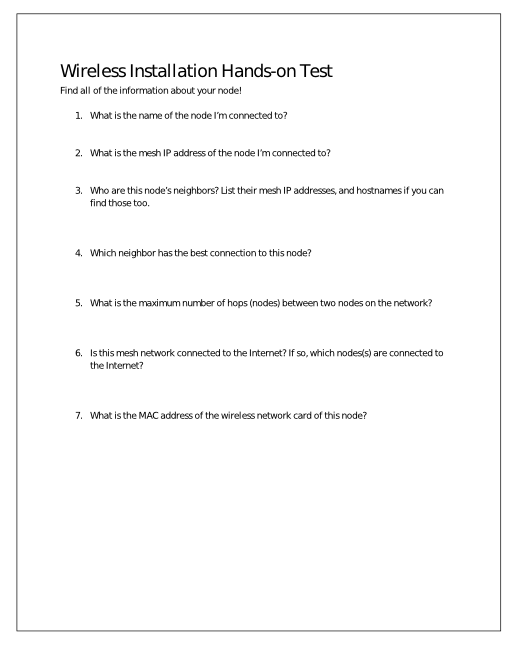 Wireless Installation Hands-on Test
Find all of the information about your node!
1. What is the name of the node I'm connected to?
2. What is the mesh IP address of the node I'm connected to?
3. Who are this node's neighbors? List their mesh IP addresses, and hostnames if you can
find those too.
4. Which neighbor has the best connection to this node?
5. What is the maximum number of hops (nodes) between two nodes on the network?
6. Is this mesh network connected to the Internet? If so, which nodes(s) are connected to
the Internet?
7. What is the MAC address of the wireless network card of this node?